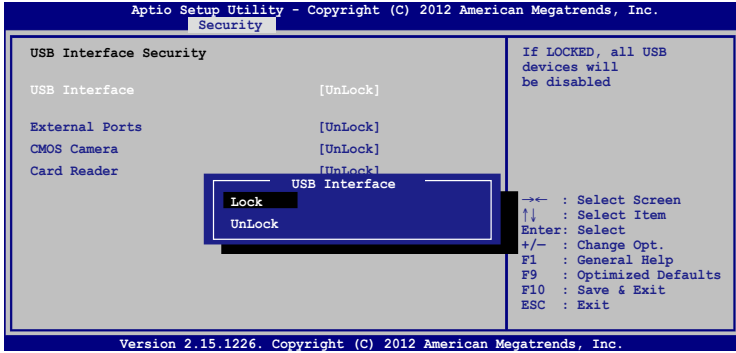 Aptio Setup Utility - Copyright (C) 2012 American Megatrends, Inc.
Security
USB Interface Security
USB Interface [UnLock]
External Ports [UnLock]
CMOS Camera [UnLock]
Card Reader [UnLock]
USB Interface
Lock
UnLock
If LOCKED, all USB
devices will
be disabled
→← : Select Screen
↑↓ : Select Item
Enter: Select
+/— : Change Opt.
F1 : General Help
F9 : Optimized Defaults
F10 : Save & Exit
ESC : Exit
Version 2.15.1226. Copyright (C) 2012 American Megatrends, Inc.